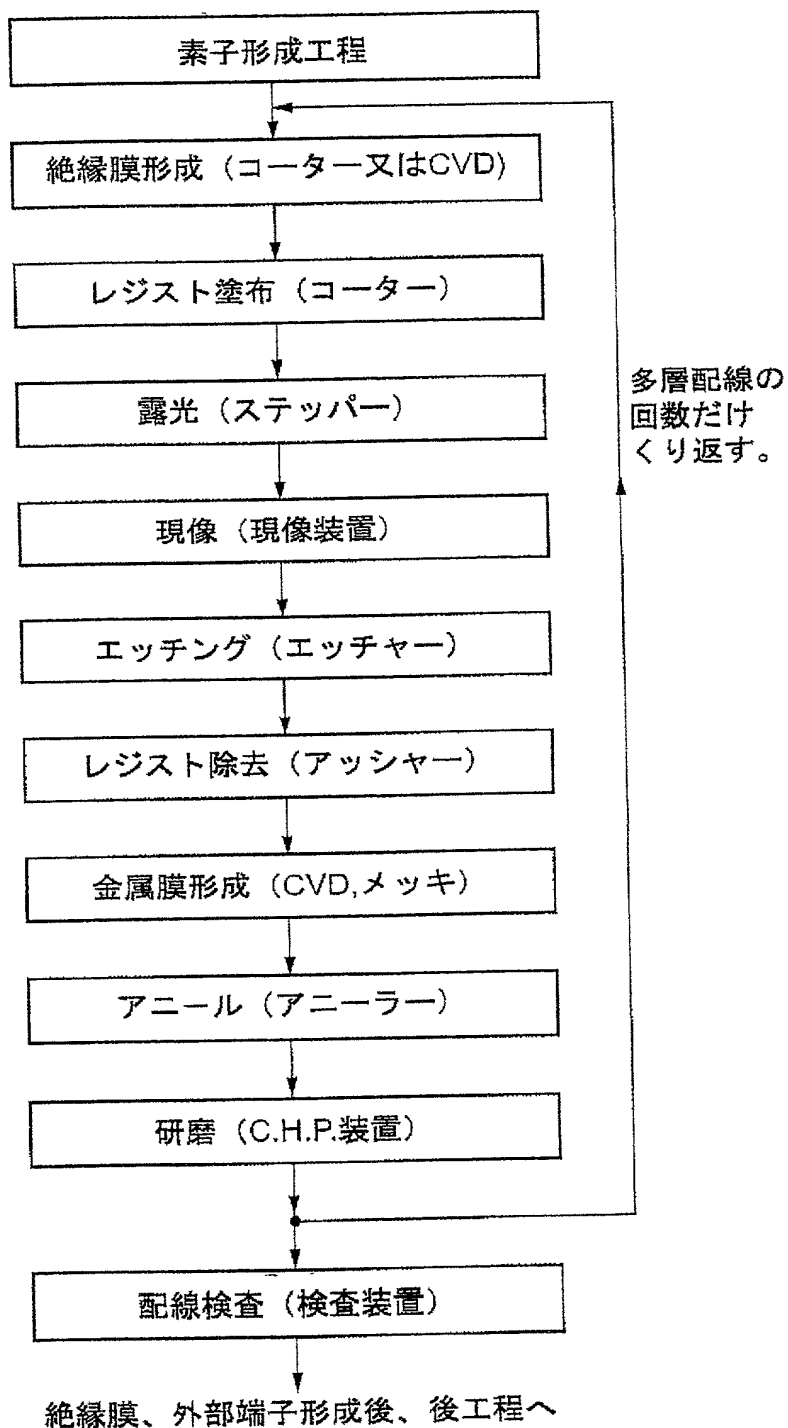 素子形成工程
絶縁膜形成（コーター又はCVD)
レジスト塗布（コーター）
露光（ステッパー）
多層配線の
回数だけ
くり返す。
現像（現像装置）
エッチング（エッチャー）
レジスト除去（アッシャー）
金属膜形成（CVD,メッキ）
アニール（アニーラー）
研磨（C.H.P.装置）
配線検査（検査装置）
絶縁膜、外部端子形成後、後工程へ